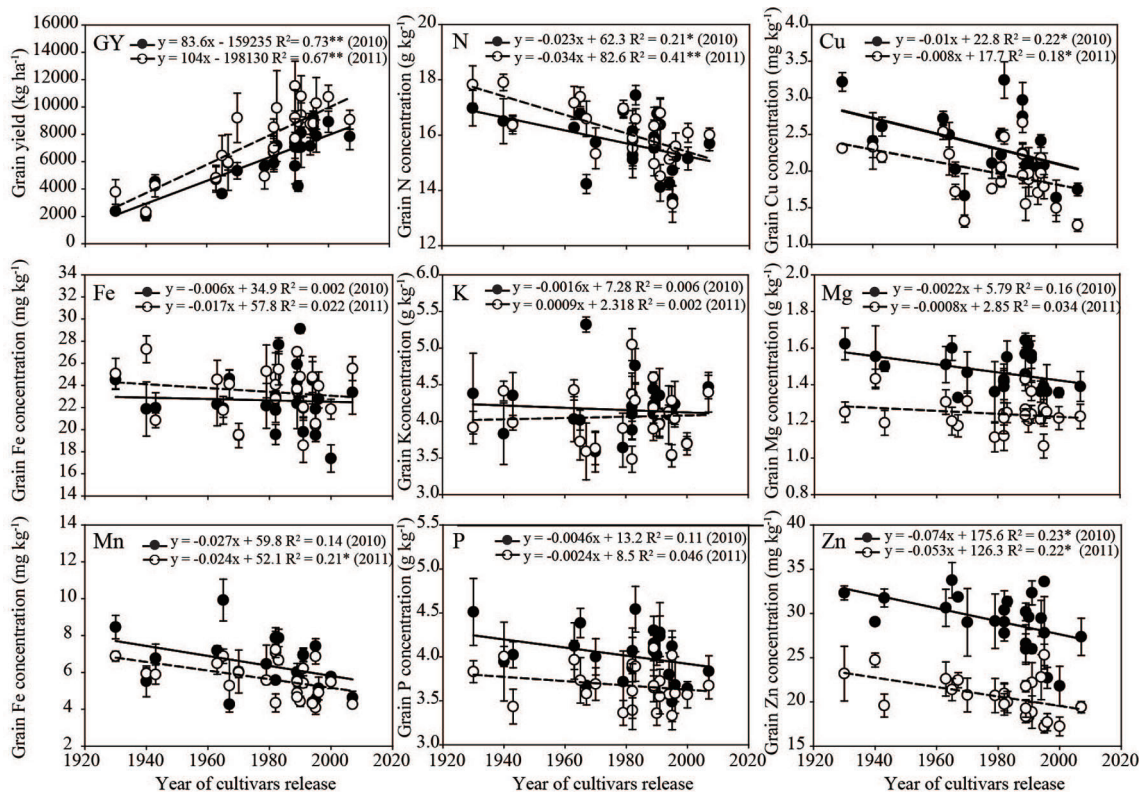 GY
y = 83.6x - 159235 R² = 0.73** (2010)
y = 104x - 198130 R² = 0.67** (2011)
Grain yield (kg ha⁻¹)
16000
14000
12000
10000
8000
6000
4000
2000
0
N
y = -0.023x + 62.3 R² = 0.21* (2010)
y = -0.034x + 82.6 R² = 0.41** (2011)
Grain N concentration (g kg⁻¹)
20
18
16
14
12
Cu
y = -0.01x + 22.8 R² = 0.22* (2010)
y = -0.008x + 17.7 R² = 0.18* (2011)
Grain Cu concentration (mg kg⁻¹)
4.0
3.5
3.0
2.5
2.0
1.5
1.0
Fe
y = -0.006x + 34.9 R² = 0.002 (2010)
y = -0.017x + 57.8 R² = 0.022 (2011)
Grain Fe concentration (mg kg⁻¹)
34
32
30
28
26
24
22
20
18
16
14
K
y = -0.0016x + 7.28 R² = 0.006 (2010)
y = 0.0009x + 2.318 R² = 0.002 (2011)
Grain Kconcentration (g kg⁻¹)
6.0
5.5
5.0
4.5
4.0
3.5
3.0
Mg
y = -0.0022x + 5.79 R² = 0.16 (2010)
y = -0.0008x + 2.85 R² = 0.034 (2011)
Grain Mg concentration (g kg⁻¹)
2.0
1.8
1.6
1.4
1.2
1.0
0.8
Mn
y = -0.027x + 59.8 R² = 0.14 (2010)
y = -0.024x + 52.1 R² = 0.21* (2011)
Grain Fe concentration (mg kg⁻¹)
14
12
10
8
6
4
2
1920 1940 1960 1980 2000 2020
Year of cultivars release
P
y = -0.0046x + 13.2 R² = 0.11 (2010)
y = -0.0024x + 8.5 R² = 0.046 (2011)
Grain P concentration (g kg⁻¹)
5.5
5.0
4.5
4.0
3.5
3.0
1920 1940 1960 1980 2000 2020
Year of cultivars release
Zn
y = -0.074x + 175.6 R² = 0.23* (2010)
y = -0.053x + 126.3 R² = 0.22* (2011)
Grain Zn concentration (mg kg⁻¹)
40
35
30
25
20
15
1920 1940 1960 1980 2000 2020
Year of cultivars release